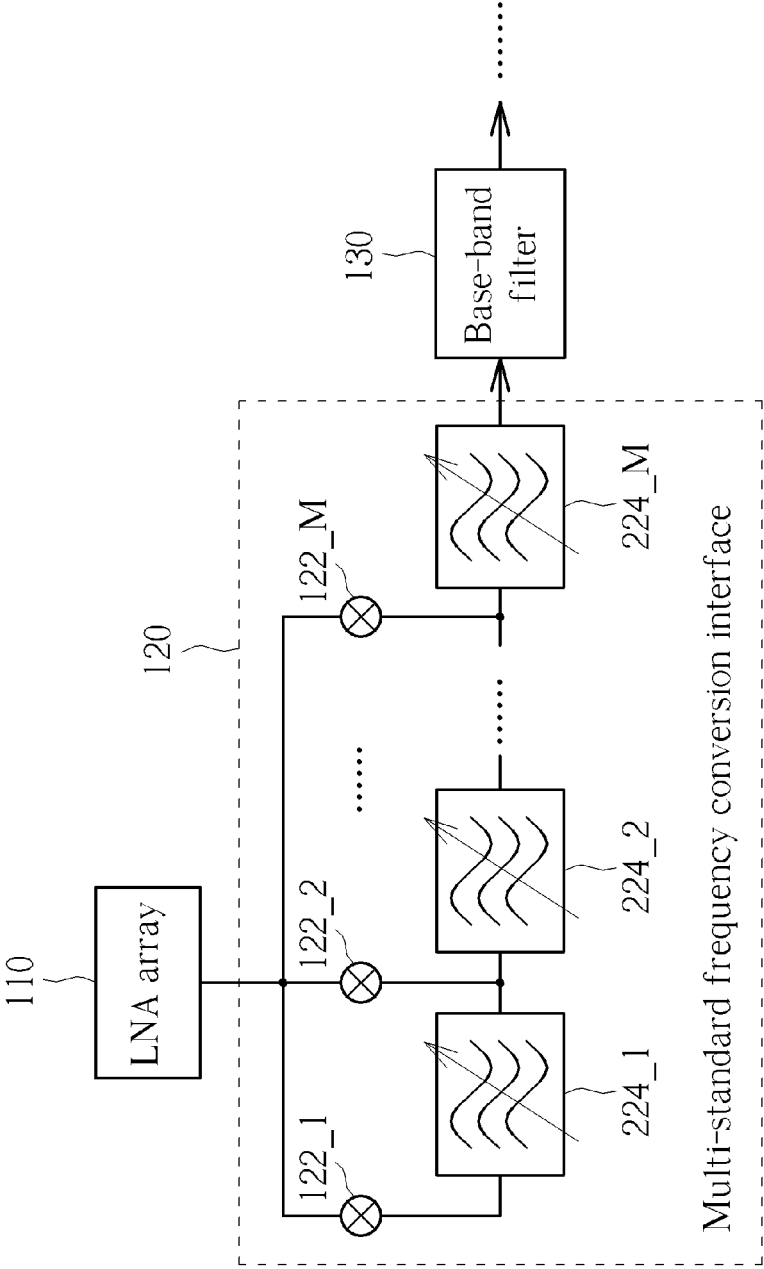 110
LNA array
120
122_1
122_2
......
122_M
130
Base-band
filter
......
......
224_1
224_2
224_M
Multi-standard frequency conversion interface